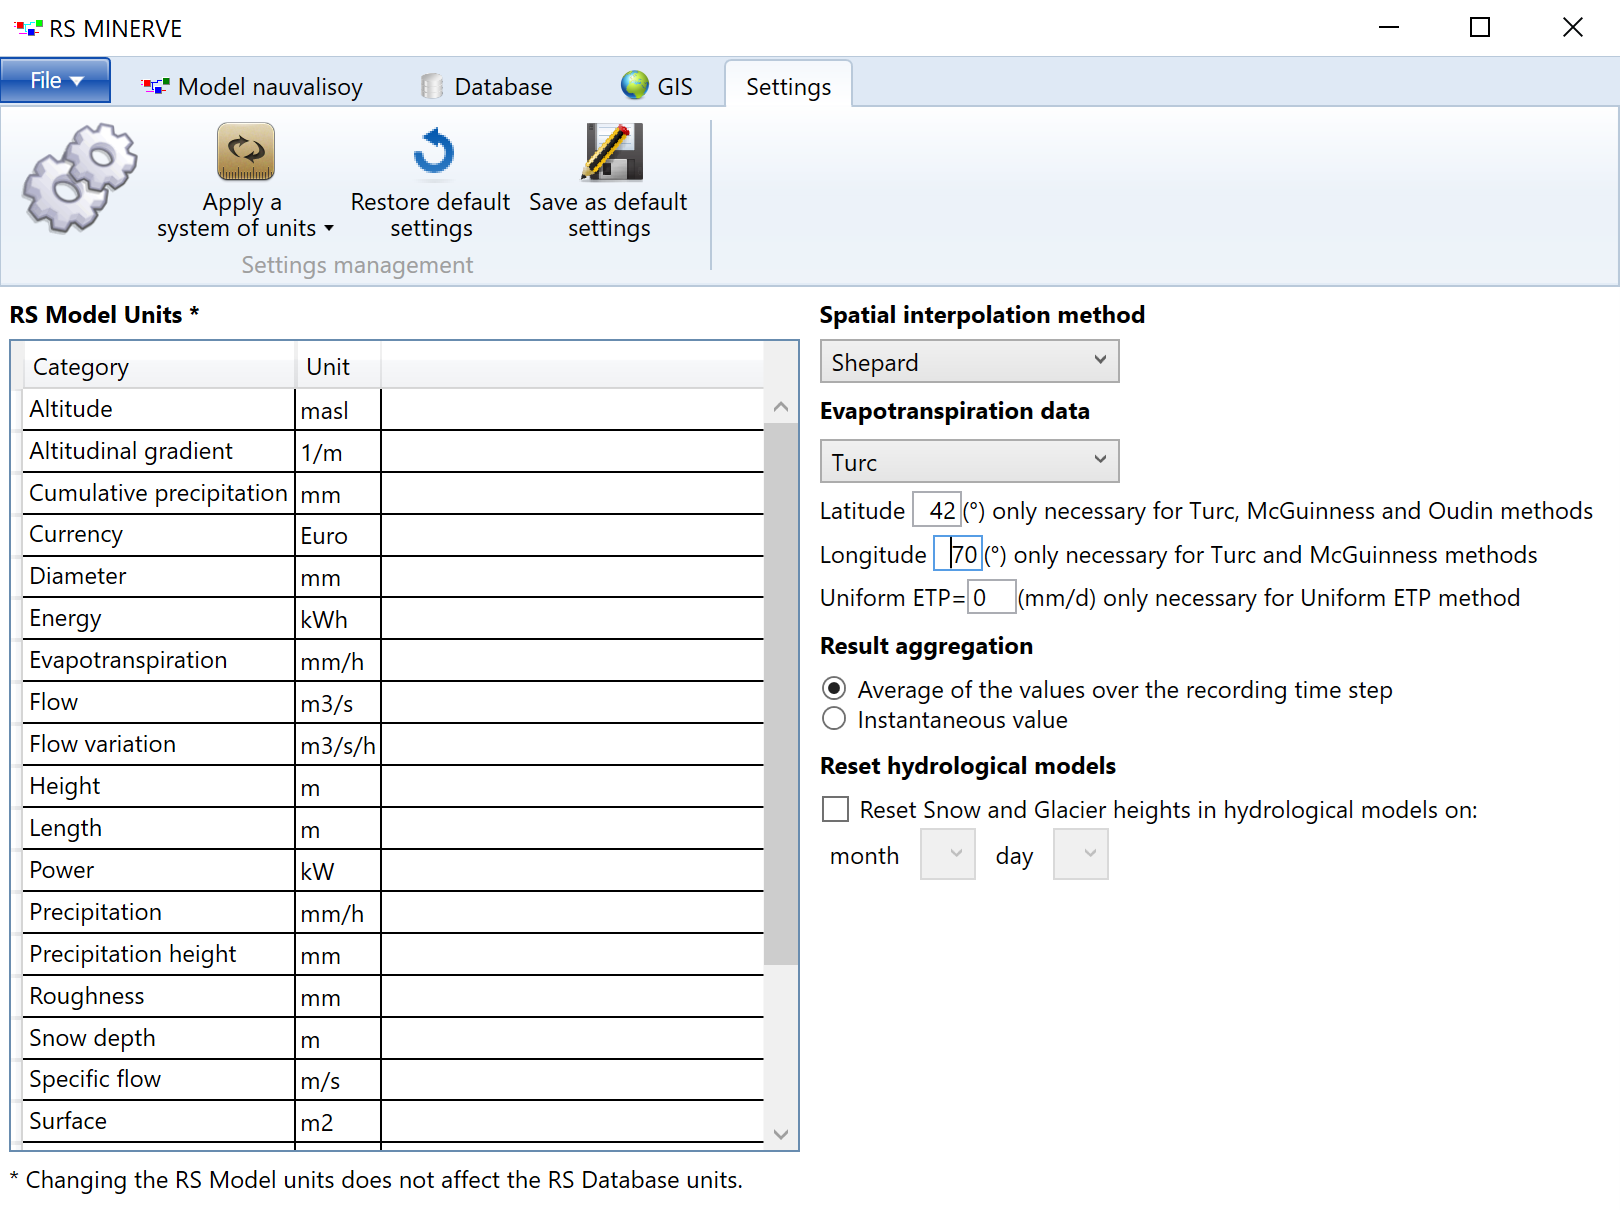 RS MINERVE
File
Model nauvalisoy
Database
GIS
Settings
Apply a
system of units
Restore default
settings
Save as default
settings
Settings management
RS Model Units *
Category Unit
Altitude masl
Altitudinal gradient 1/m
Cumulative precipitation mm
Currency Euro
Diameter mm
Energy kWh
Evapotranspiration mm/h
Flow m3/s
Flow variation m3/s/h
Height m
Length m
Power kW
Precipitation mm/h
Precipitation height mm
Roughness mm
Snow depth m
Specific flow m/s
Surface m2
* Changing the RS Model units does not affect the RS Database units.
Spatial interpolation method
Shepard
Evapotranspiration data
Turc
Latitude 42 (°) only necessary for Turc, McGuinness and Oudin methods
Longitude 70 (°) only necessary for Turc and McGuinness methods
Uniform ETP= 0 (mm/d) only necessary for Uniform ETP method
Result aggregation
Average of the values over the recording time step
Instantaneous value
Reset hydrological models
Reset Snow and Glacier heights in hydrological models on:
month day